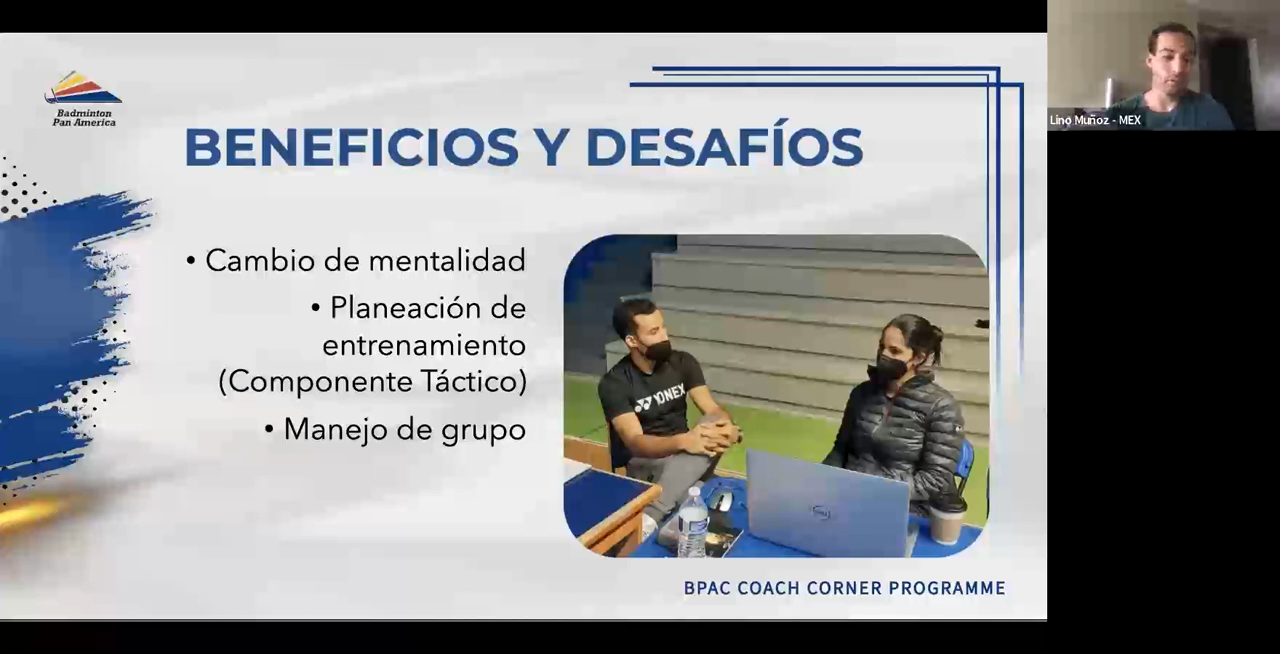 Badminton
Pan America
BENEFICIOS Y DESAFÍOS
• Cambio de mentalidad
• Planeación de
entrenamiento
(Componente Táctico)
• Manejo de grupo
YONEX
DELL
BPAC COACH CORNER PROGRAMME
Lino Muñoz - MEX